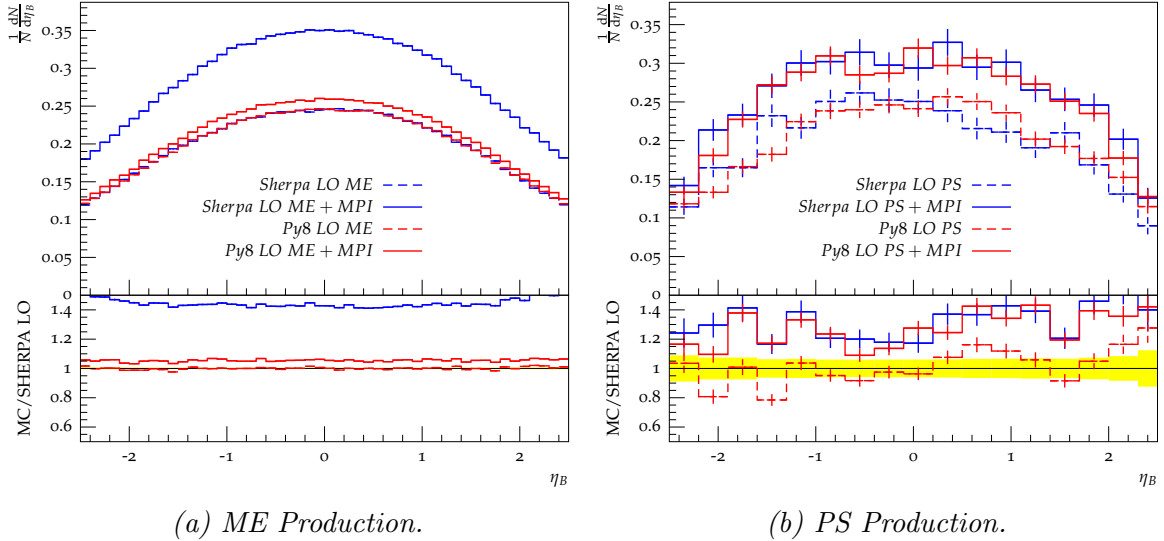 1/N dN/dη_B
0.35
0.3
0.25
0.2
0.15
0.1
0.05
0
Sherpa LO ME
Sherpa LO ME + MPI
Py8 LO ME
Py8 LO ME + MPI
MC/SHERPA LO
1.4
1.2
1
0.8
0.6
-2 -1 0 1 2
η_B
(a) ME Production.
1/N dN/dη_B
0.35
0.3
0.25
0.2
0.15
0.1
0.05
0
Sherpa LO PS
Sherpa LO PS + MPI
Py8 LO PS
Py8 LO PS + MPI
MC/SHERPA LO
1.4
1.2
1
0.8
0.6
-2 -1 0 1 2
η_B
(b) PS Production.